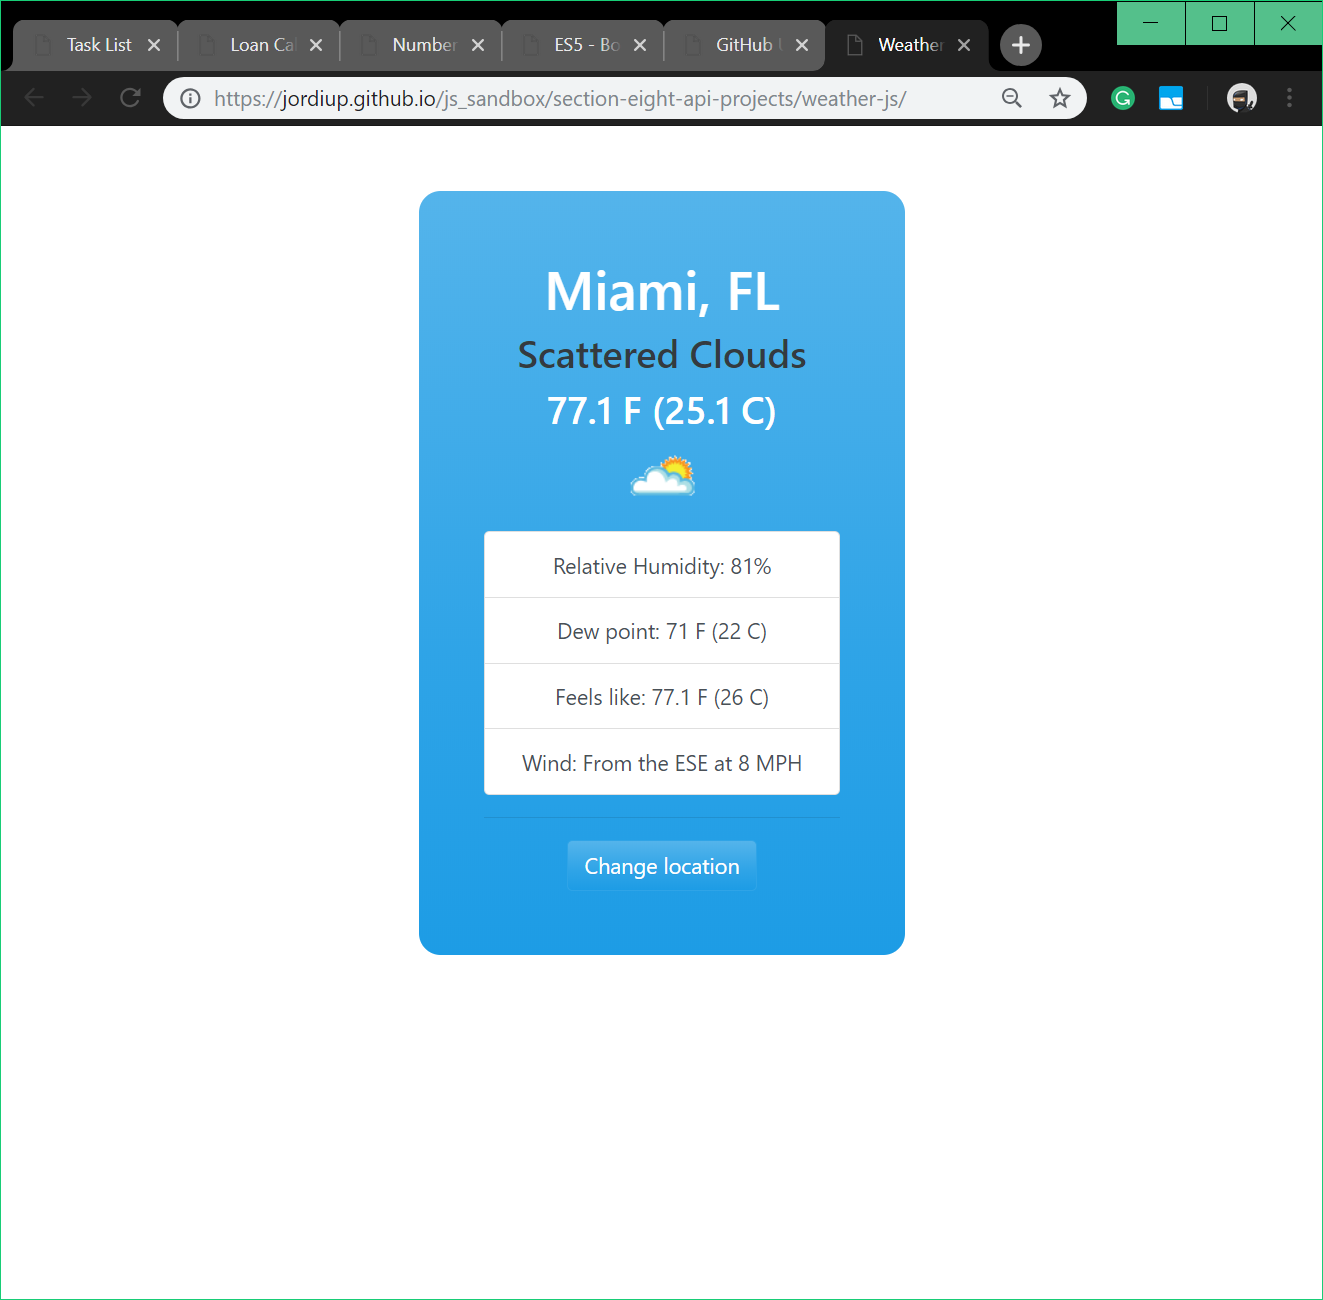 Task List
Loan Cal
Number
ES5 - Bo
GitHub
Weather
https://jordiup.github.io/js_sandbox/section-eight-api-projects/weather-js/
Miami, FL
Scattered Clouds
77.1 F (25.1 C)
Relative Humidity: 81%
Dew point: 71 F (22 C)
Feels like: 77.1 F (26 C)
Wind: From the ESE at 8 MPH
Change location